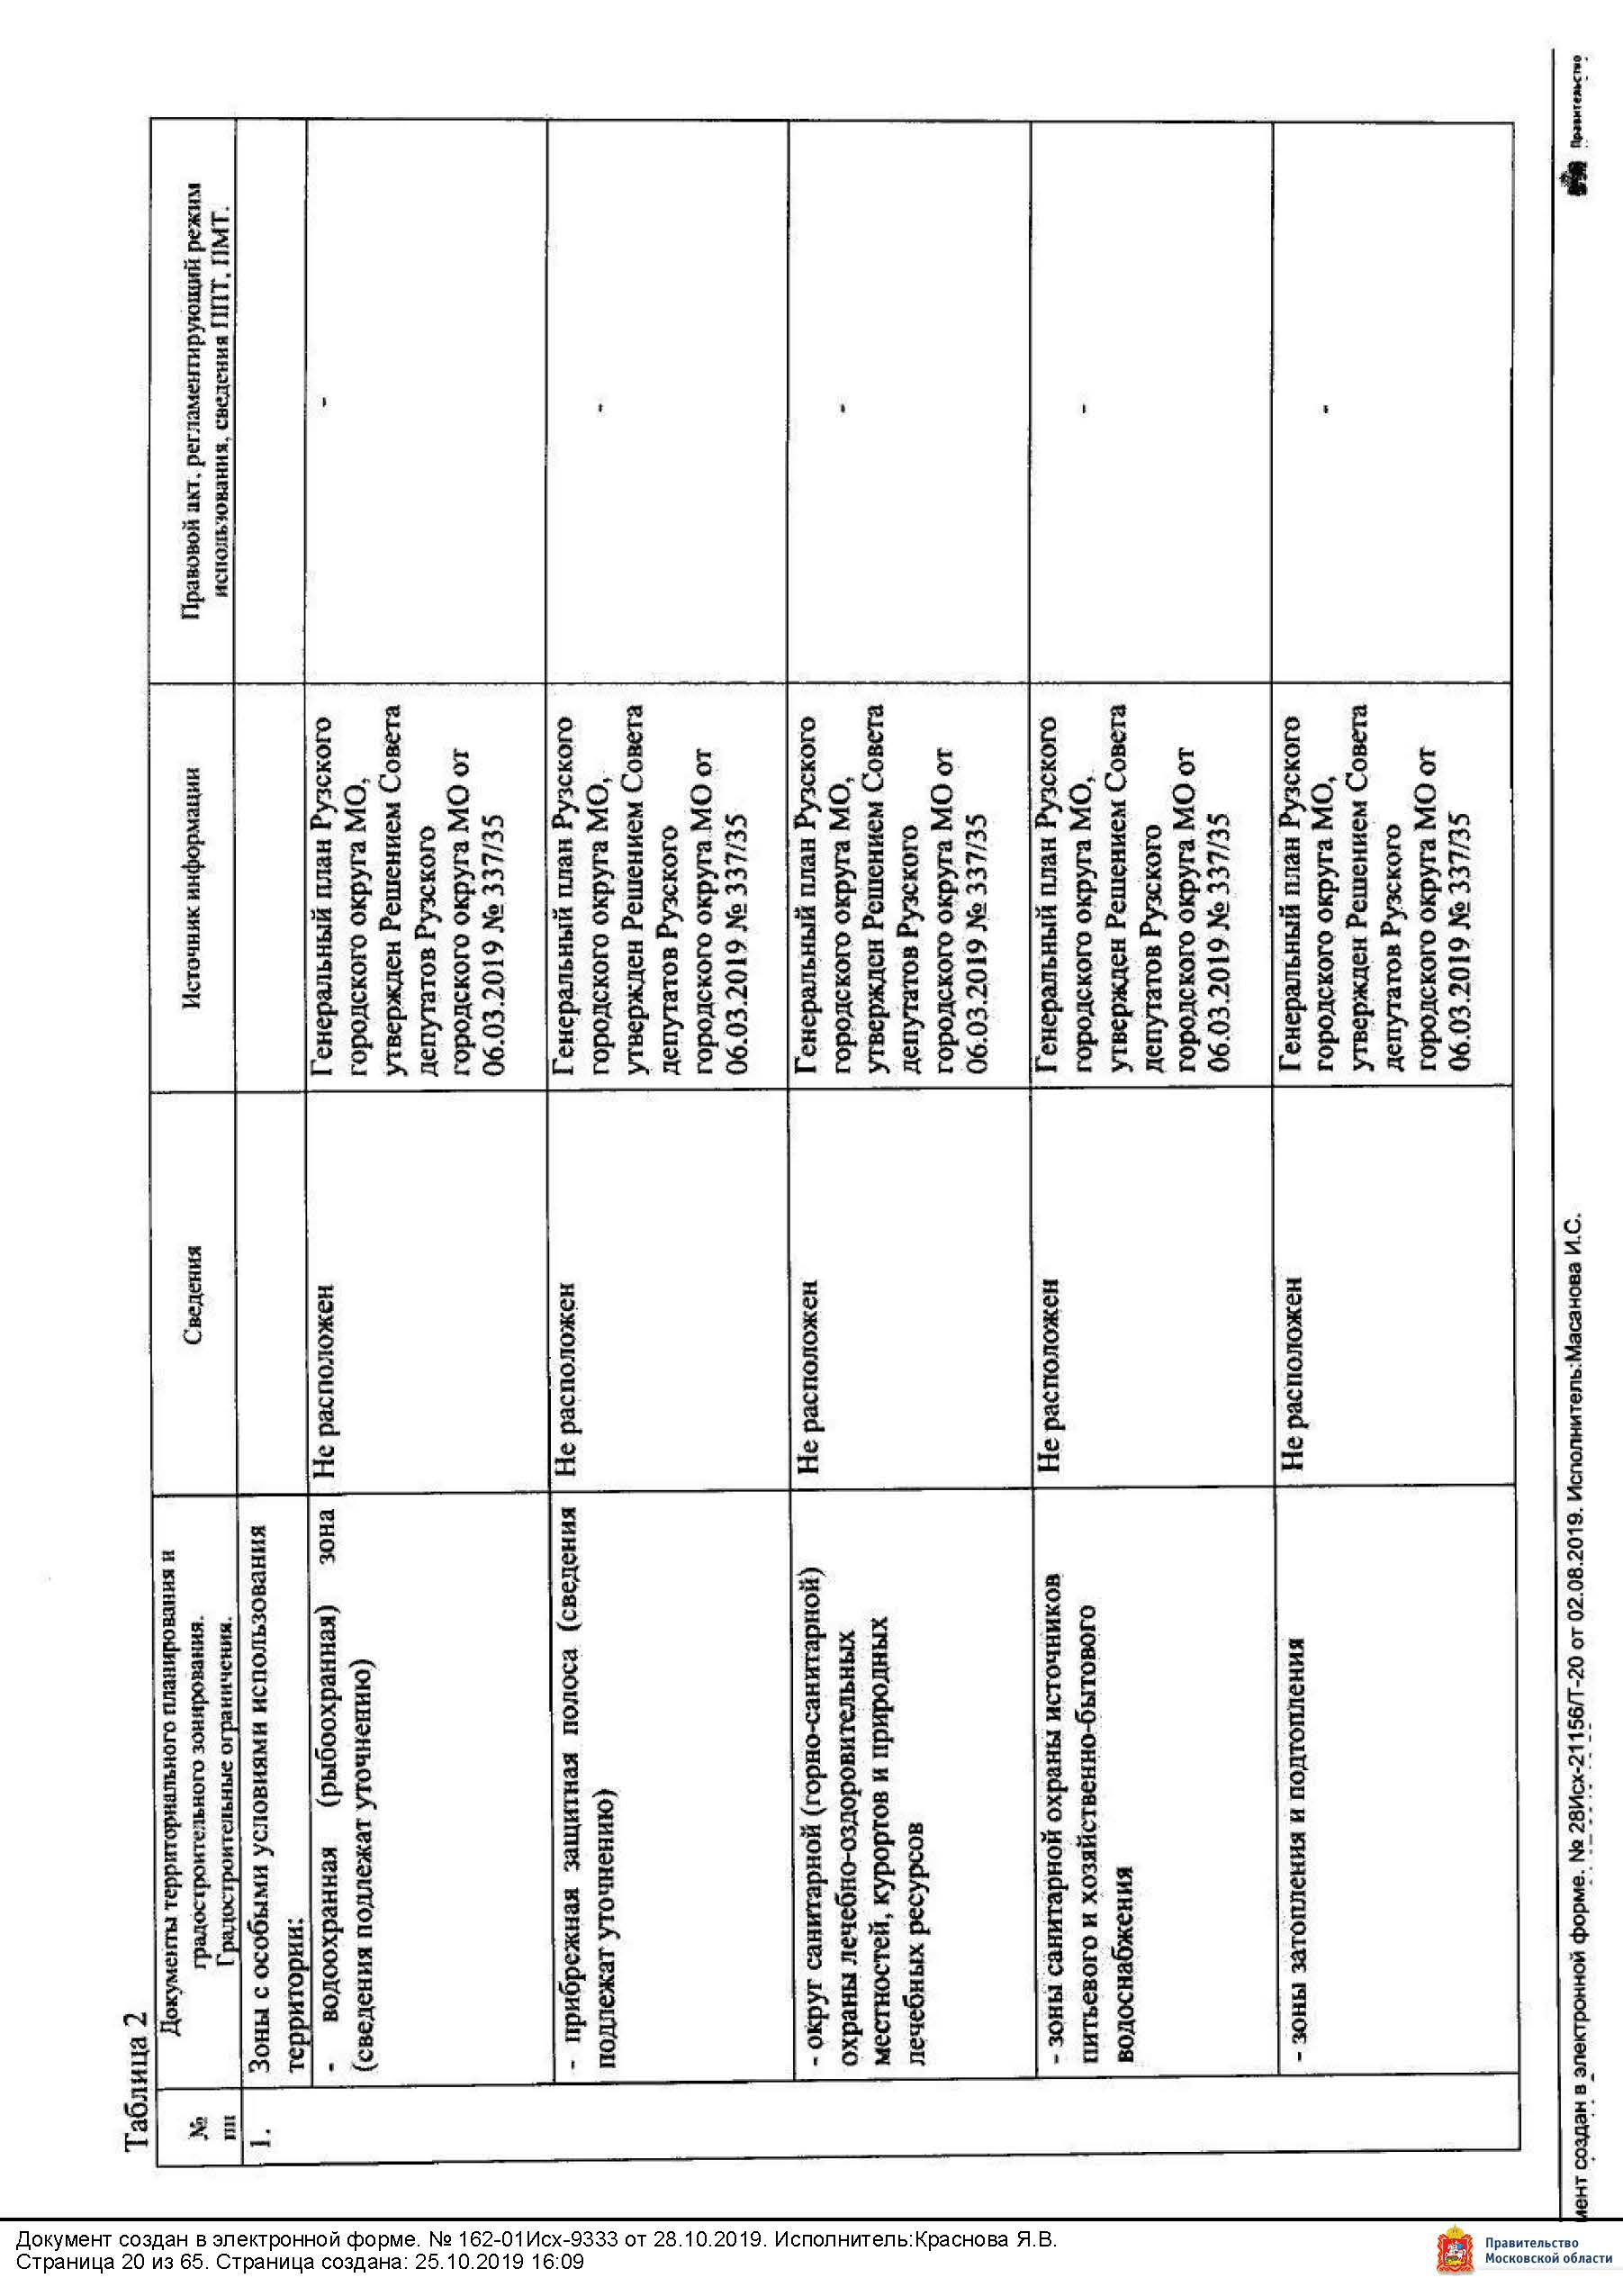 Таблица 2
№
пп
Документы территориального планирования и
градостроительного зонирования.
Градостроительные ограничения.
Сведения
Источник информации
Правовой акт, регламентирующий режим
использования, сведения ППТ, ПМТ.
1.
Зоны с особыми условиями использования
территории:
- водоохранная (рыбоохранная) зона
(сведения подлежат уточнению)
Не расположен
Генеральный план Рузского
городского округа МО,
утвержден Решением Совета
депутатов Рузского
городского округа МО от
06.03.2019 № 337/35
-
- прибрежная защитная полоса (сведения
подлежат уточнению)
Не расположен
Генеральный план Рузского
городского округа МО,
утвержден Решением Совета
депутатов Рузского
городского округа МО от
06.03.2019 № 337/35
-
- округ санитарной (горно-санитарной)
охраны лечебно-оздоровительных
местностей, курортов и природных
лечебных ресурсов
Не расположен
Генеральный план Рузского
городского округа МО,
утвержден Решением Совета
депутатов Рузского
городского округа МО от
06.03.2019 № 337/35
-
- зоны санитарной охраны источников
питьевого и хозяйственно-бытового
водоснабжения
Не расположен
Генеральный план Рузского
городского округа МО,
утвержден Решением Совета
депутатов Рузского
городского округа МО от
06.03.2019 № 337/35
-
- зоны затопления и подтопления
Не расположен
Генеральный план Рузского
городского округа МО,
утвержден Решением Совета
депутатов Рузского
городского округа МО от
06.03.2019 № 337/35
-
мент создан в электронной форме. № 28Исх-21156/Т-20 от 02.08.2019. Исполнитель:Масанова И.С.
Правительство
Документ создан в электронной форме. № 162-01Исх-9333 от 28.10.2019. Исполнитель:Краснова Я.В.
Страница 20 из 65. Страница создана: 25.10.2019 16:09
Правительство
Московской области